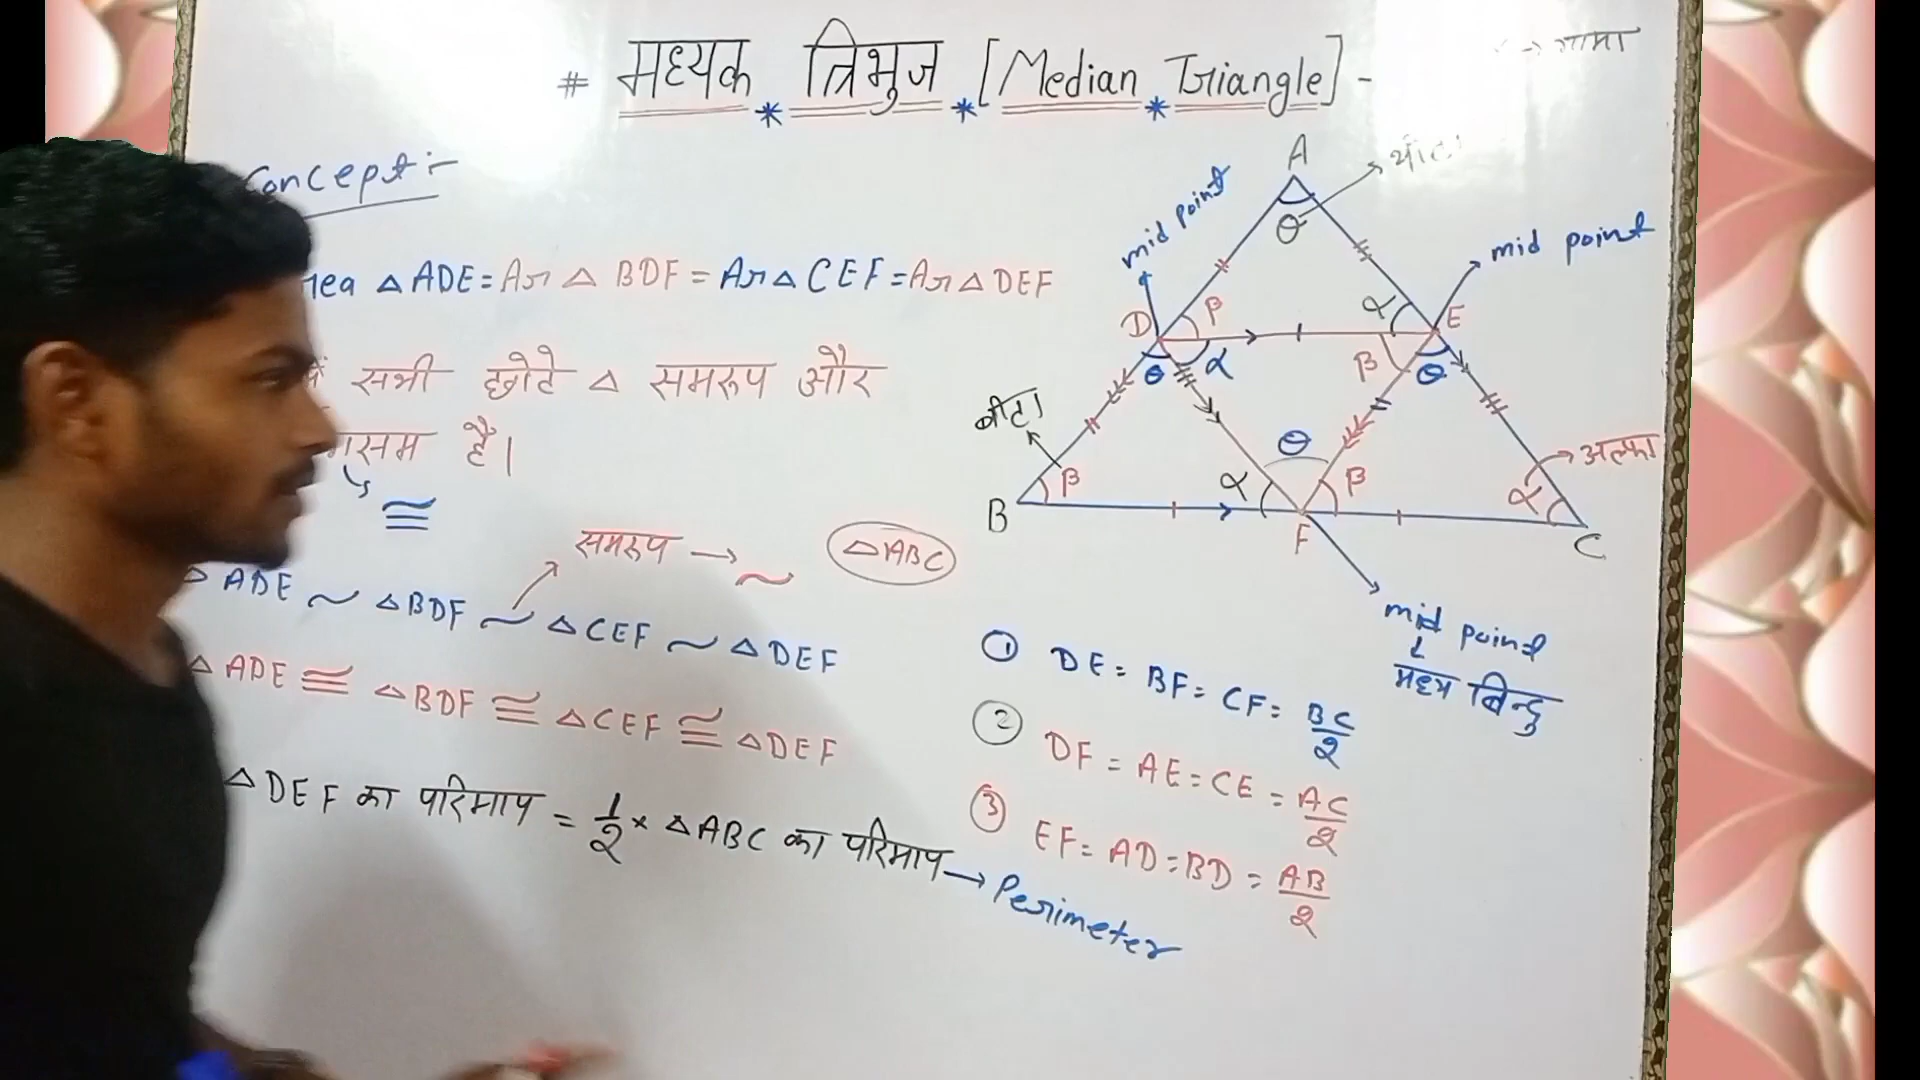 # मध्यक * त्रिभुज * [Median * Triangle] -
Concept :-
Area △ ADE = Ar △ BDF = Ar △ CEF = Ar △ DEF
सभी छोटे △ समरूप और
है।
≅
समरूप → ~
△ABC
△ ADE ~ △BDF ~ △CEF ~ △DEF
△ ADE ≅ △BDF ≅ △CEF ≅ △DEF
△DEF का परिमाप = 1/2 × △ABC का परिमाप → Perimeter
A
θ
mid point
mid point
D
β
α
E
θ
α
β
θ
बीटा
θ
अल्फा
B
β
α
β
α
F
C
mid point
मध्य बिन्दु
① DE = BF = CF = BC/2
② DF = AE = CE = AC/2
③ EF = AD = BD = AB/2